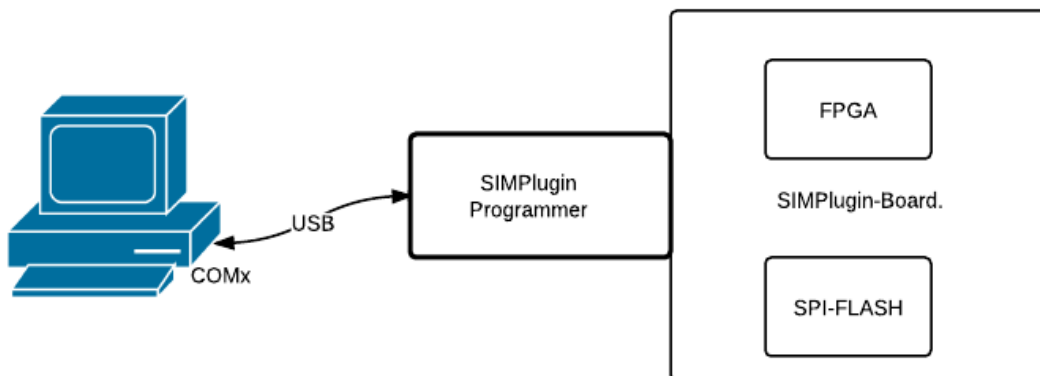 FPGA
SIMPlugin
Programmer
SIMPlugin-Board.
USB
COMx
SPI-FLASH